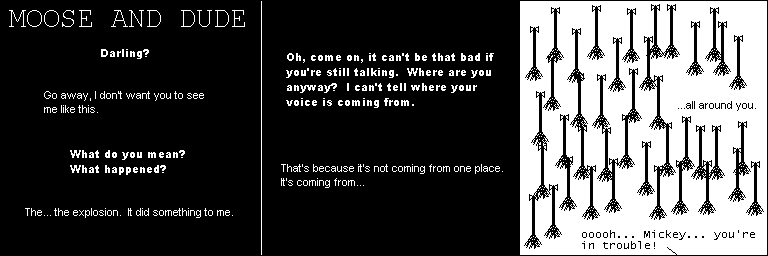 MOOSE AND DUDE
Darling?
Go away, I don't want you to see
me like this.
What do you mean?
What happened?
The... the explosion.  It did something to me.
Oh, come on, it can't be that bad if
you're still talking.  Where are you
anyway?  I can't tell where your
voice is coming from.
That's because it's not coming from one place.
It's coming from...
...all around you.
ooooh... Mickey... you're
in trouble!